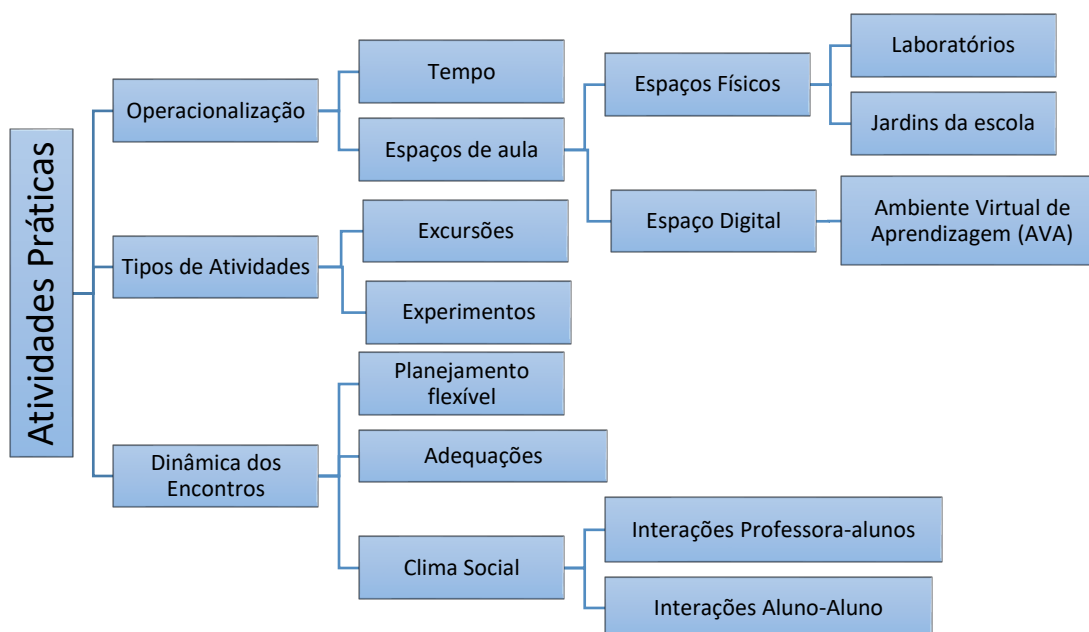 Atividades Práticas
Operacionalização
Tempo
Espaços de aula
Espaços Físicos
Laboratórios
Jardins da escola
Espaço Digital
Ambiente Virtual de
Aprendizagem (AVA)
Tipos de Atividades
Excursões
Experimentos
Dinâmica dos
Encontros
Planejamento
flexível
Adequações
Clima Social
Interações Professora-alunos
Interações Aluno-Aluno